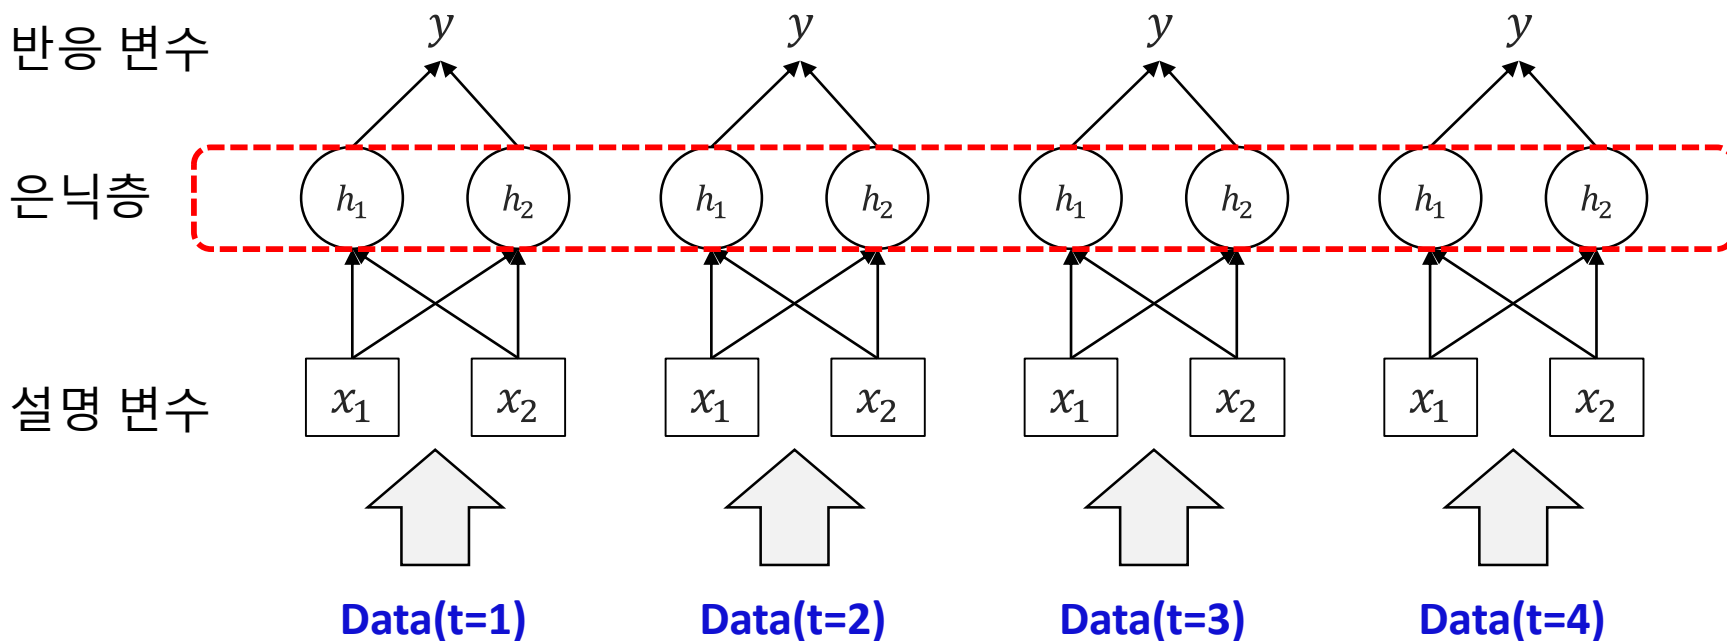 반응 변수 y y y y
은닉층 h₁ h₂ h₁ h₂ h₁ h₂ h₁ h₂
설명 변수 x₁ x₂ x₁ x₂ x₁ x₂ x₁ x₂
Data(t=1) Data(t=2) Data(t=3) Data(t=4)